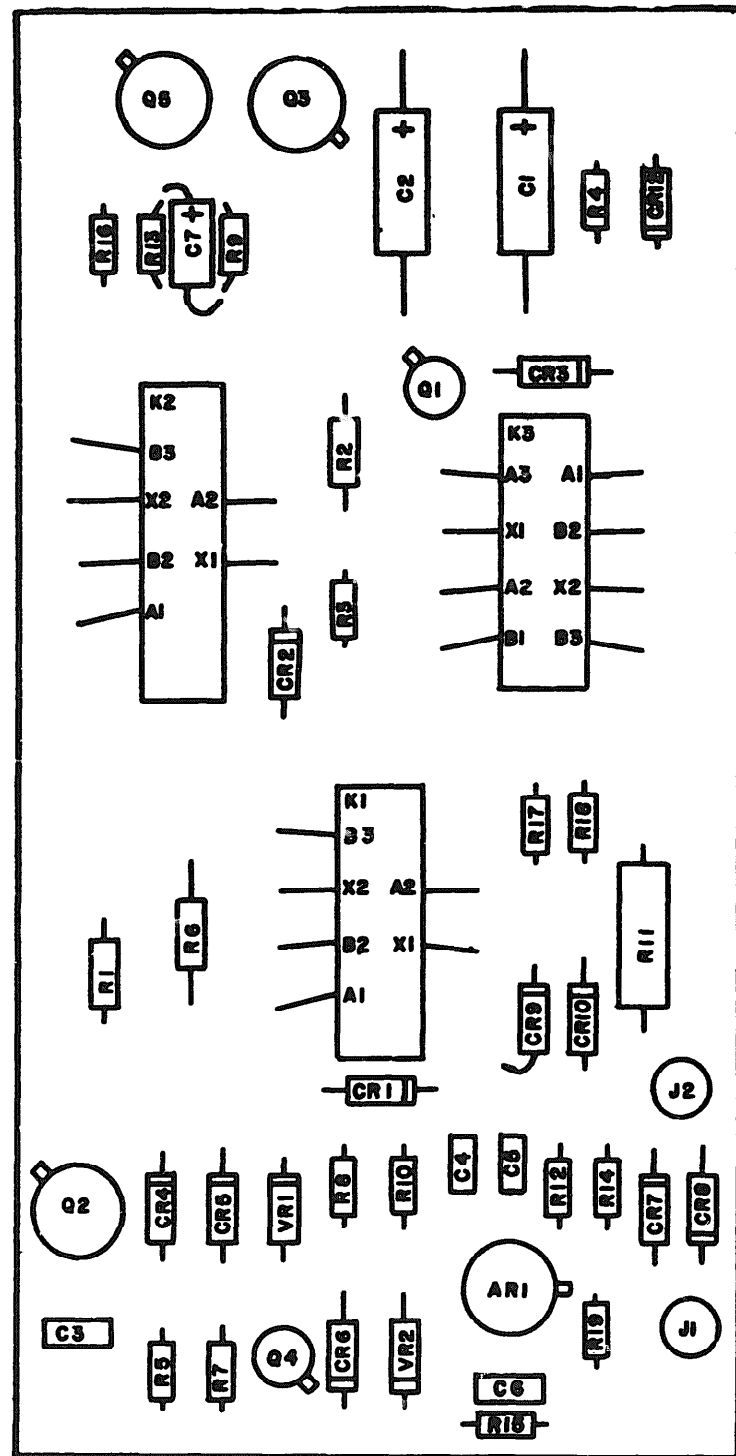 Q5
Q3
+
C2
+
C1
R4
CR12
R16
R13
+
C7
R9
Q1
CR3
K2
B3
X2 A2
B2 X1
A1
R2
R3
CR2
K3
A3 A1
X1 B2
A2 X2
B1 B3
K1
B3
X2 A2
B2 X1
A1
R17
R18
R11
R6
R1
CR9
CR10
CR1
J2
Q2
CR4
CR5
VR1
R8
R10
C4
C5
R12
R14
CR7
CR8
AR1
C3
R5
R7
Q4
CR6
VR2
R19
J1
C6
R15